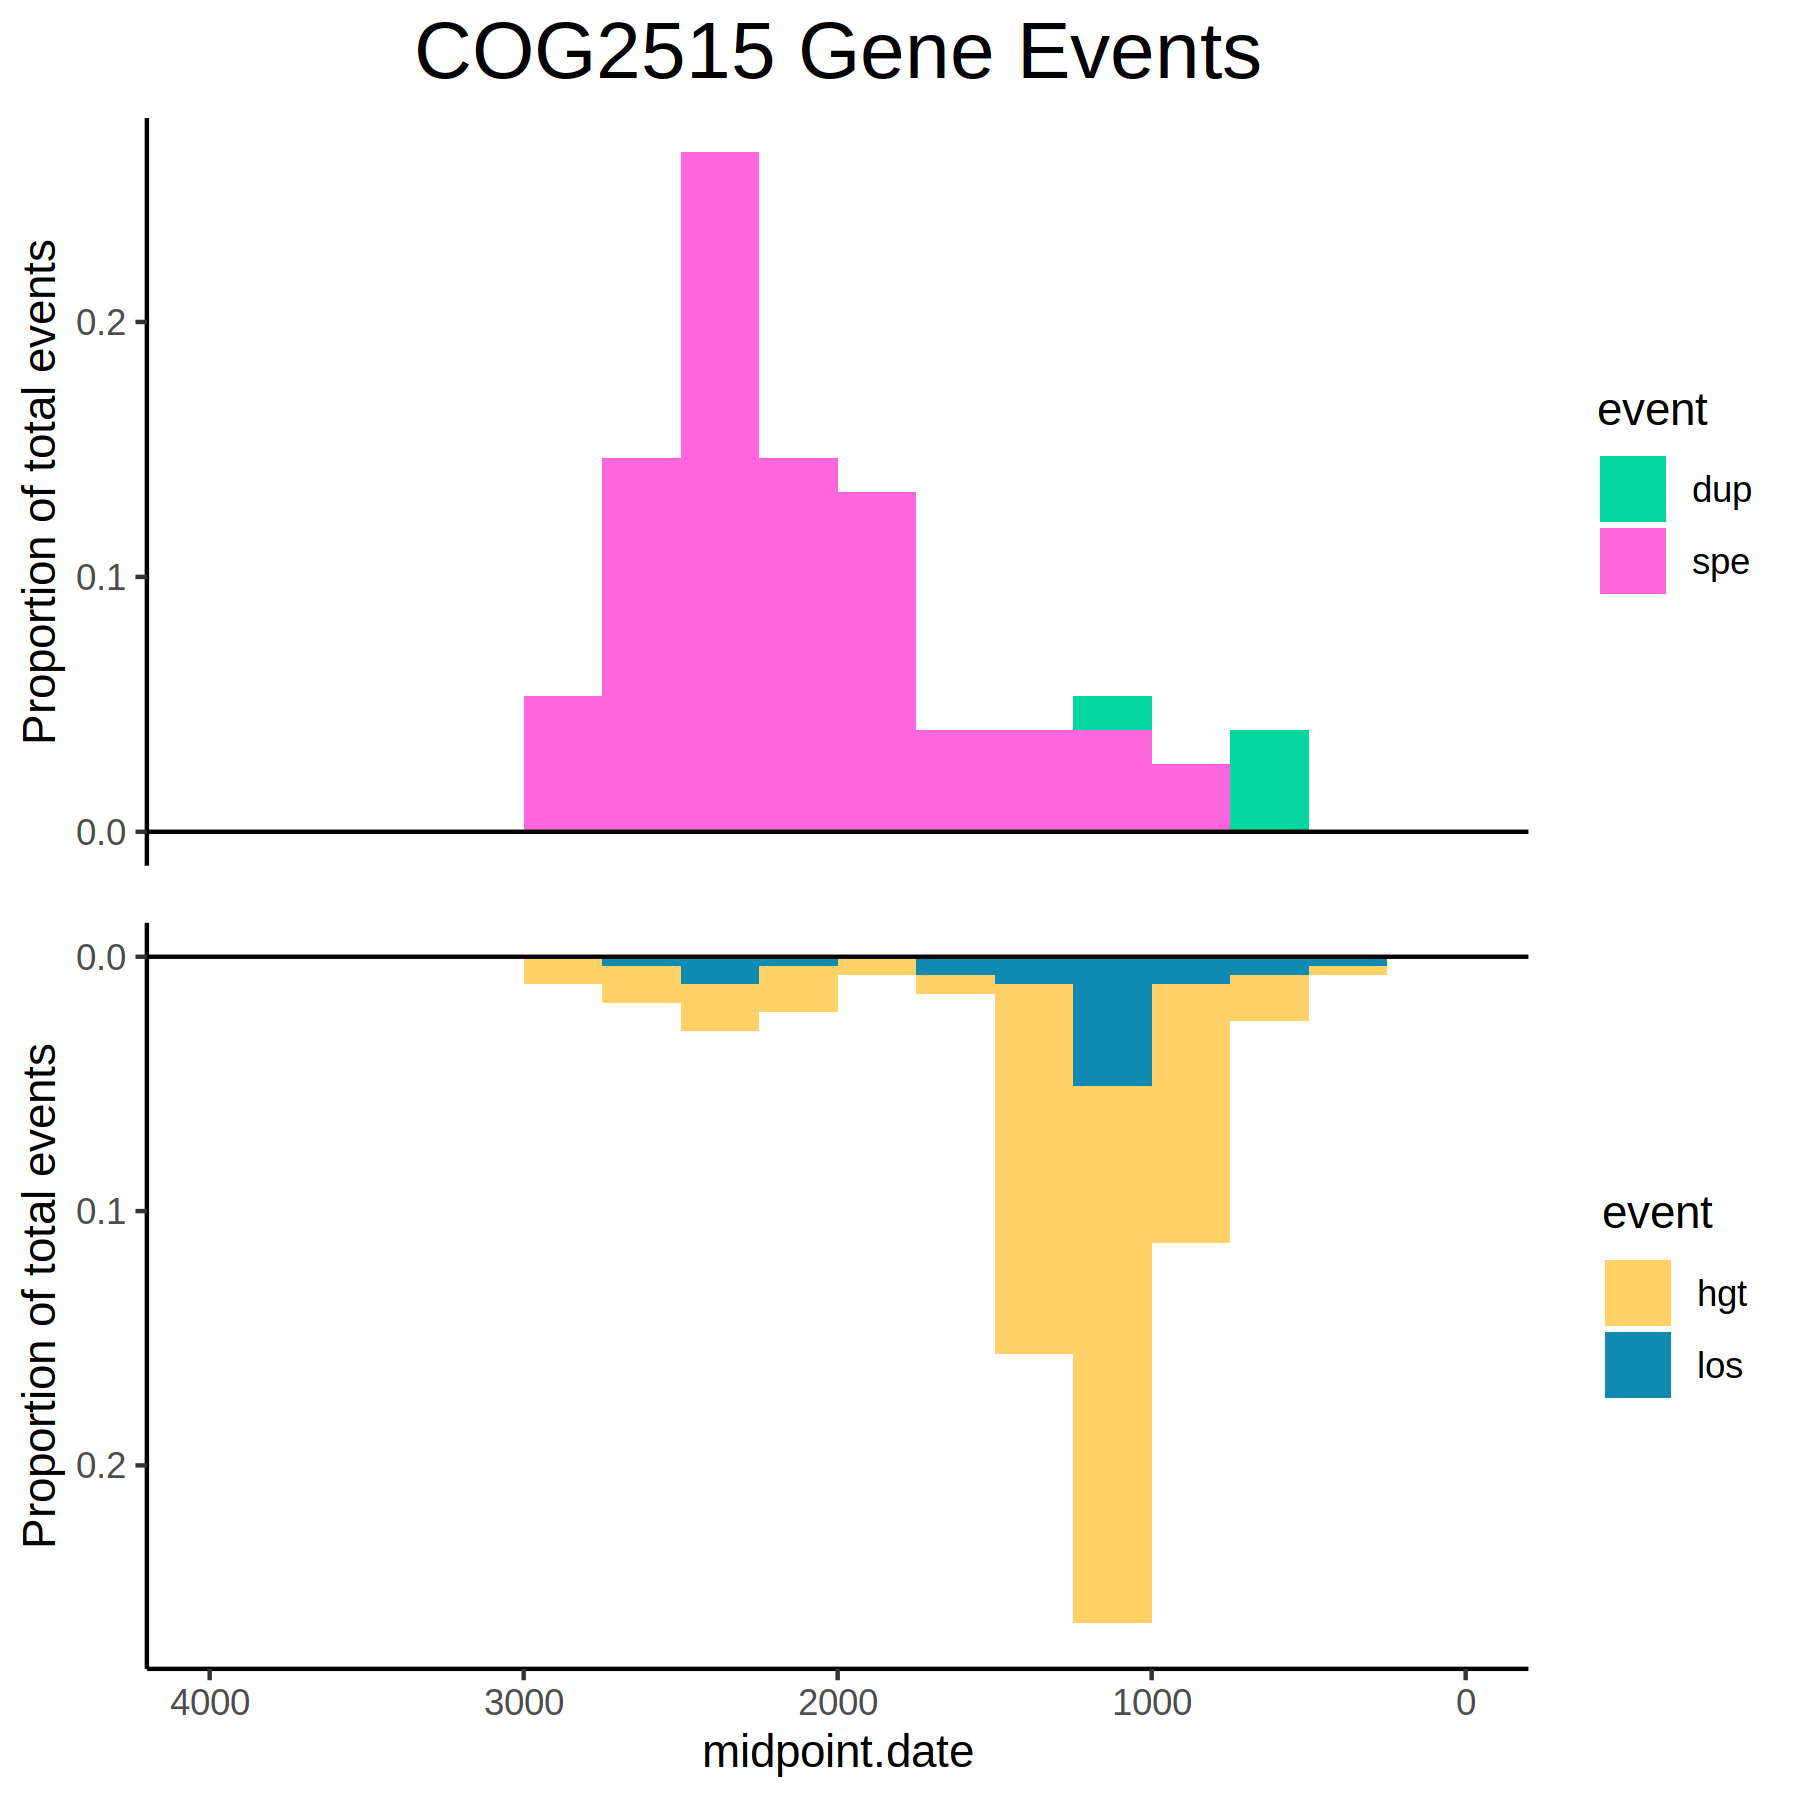 COG2515 Gene Events
Proportion of total events
0.2
0.1
0.0
event
dup
spe
Proportion of total events
0.0
0.1
0.2
event
hgt
los
4000 3000 2000 1000 0
midpoint.date